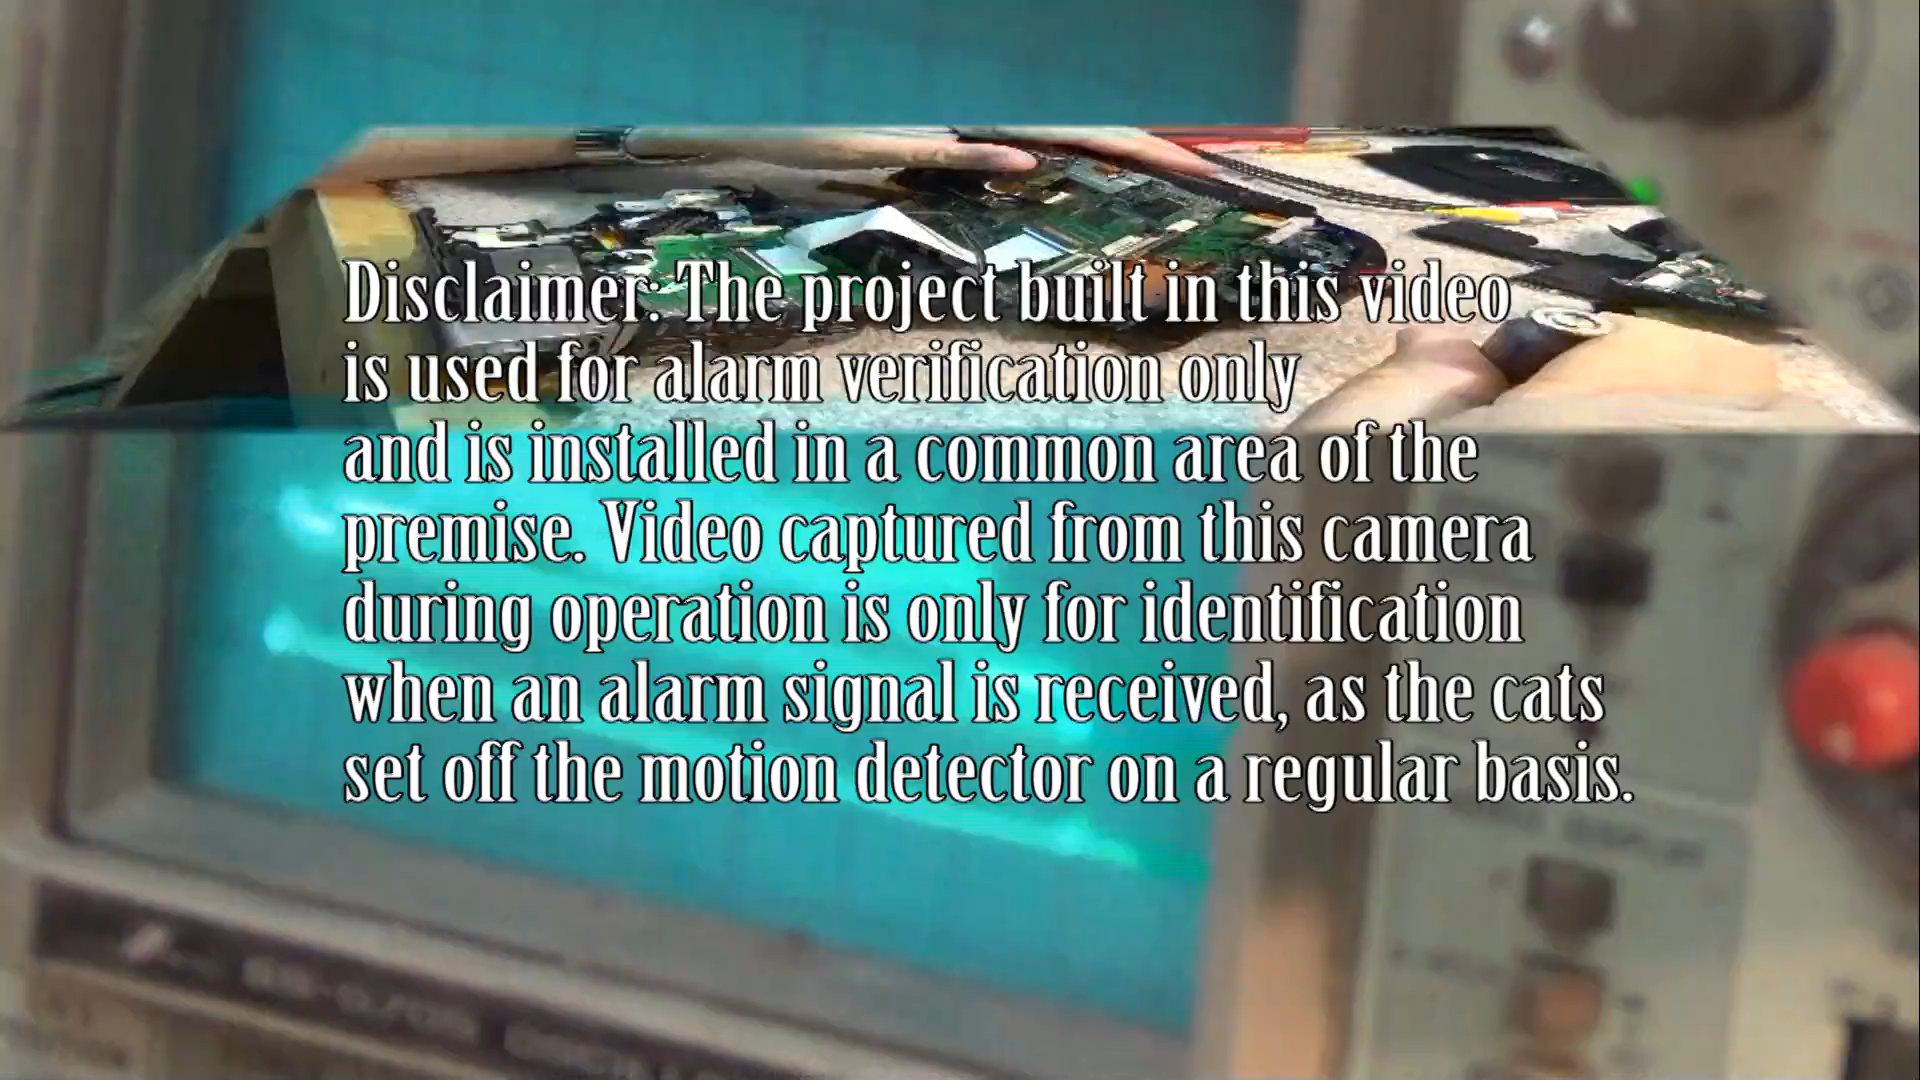 Disclaimer: The project built in this video
is used for alarm verification only
and is installed in a common area of the
premise. Video captured from this camera
during operation is only for identification
when an alarm signal is received, as the cats
set off the motion detector on a regular basis.